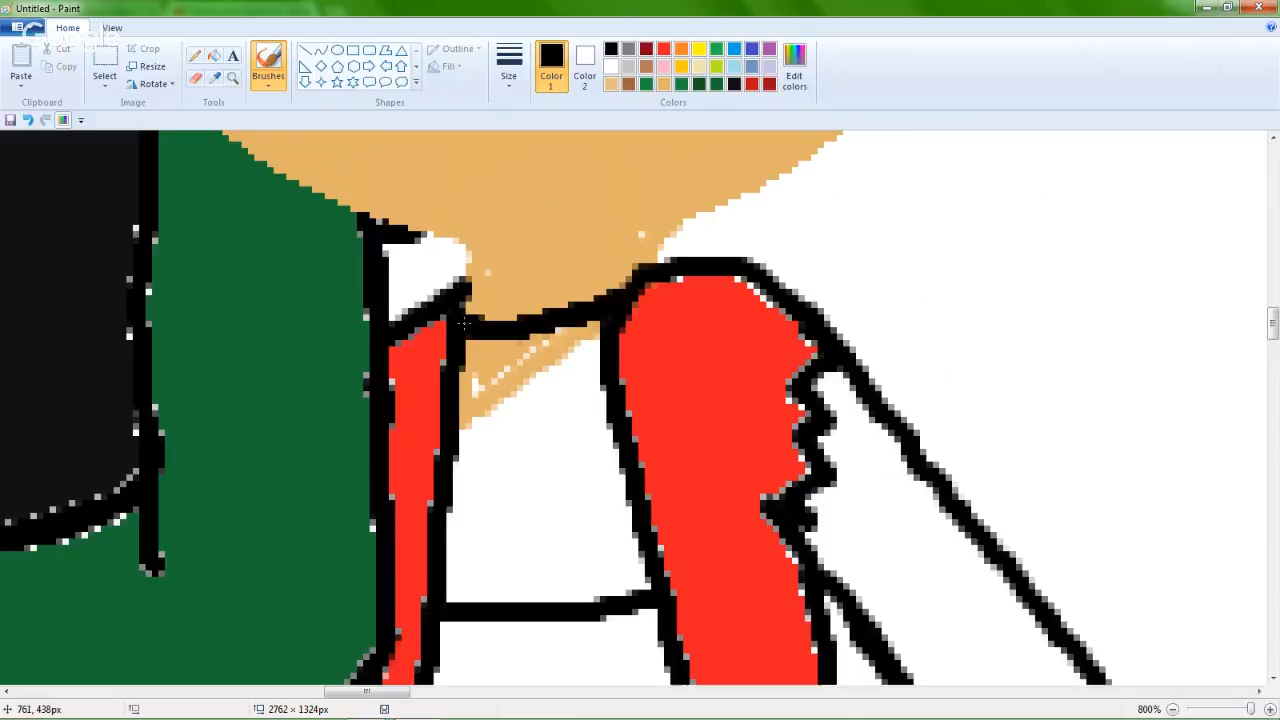 Untitled - Paint
Home View
Cut
Copy
Paste
Clipboard
Select
Crop
Resize
Rotate
Image
Tools
Brushes
Outline
Fill
Shapes
Size
Color 1
Color 2
Edit colors
Colors
761, 438px
2762 × 1324px
800%